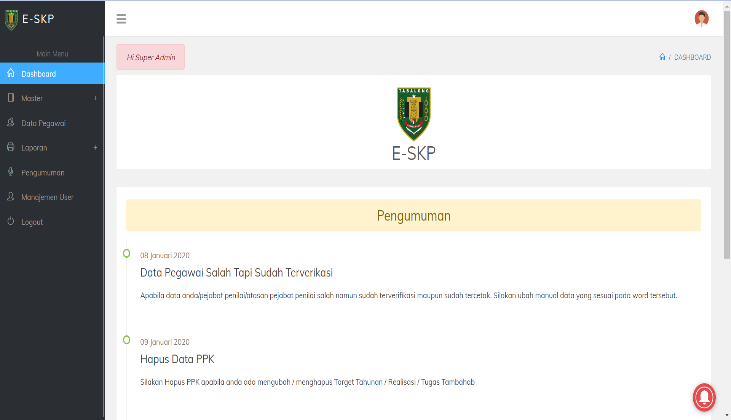 E-SKP
Main Menu
Dashboard
Master +
Data Pegawai
Laporan +
Pengumuman
Manajemen User
Logout
Hi Super Admin
/ DASHBOARD
TABALONG
E-SKP
Pengumuman
08 Januari 2020
Data Pegawai Salah Tapi Sudah Terverikasi
Apabila data anda/pejabat penilai/atasan pejabat penilai salah namun sudah terverifikasi maupun sudah tercetak. Silakan ubah manual data yang sesuai pada word tersebut.
09 Januari 2020
Hapus Data PPK
Silakan Hapus PPK apabila anda ada mengubah / menghapus Target Tahunan / Realisasi / Tugas Tambahab